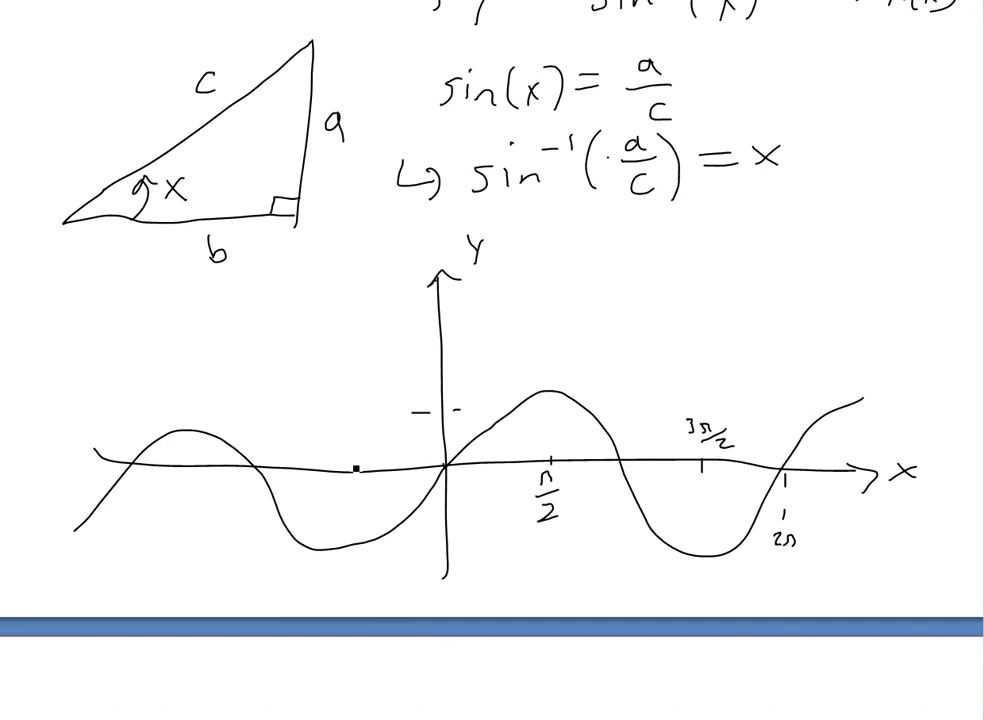 c
a
x
b
sin(x) = a/c
↳ sin⁻¹(a/c) = x
y
3π/2
x
π/2
2π